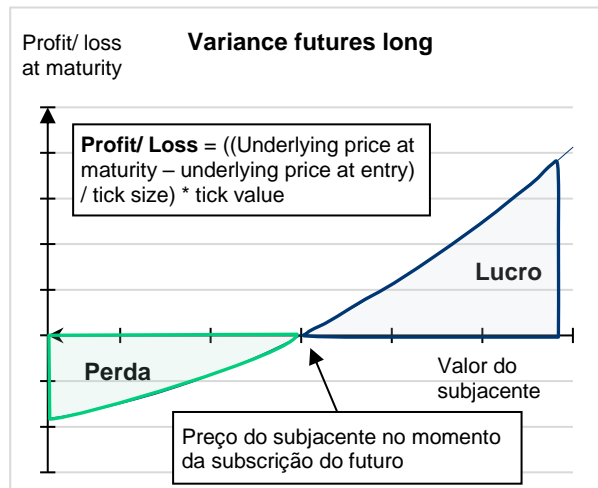 Profit/ loss
at maturity
Variance futures long
Profit/ Loss = ((Underlying price at
maturity – underlying price at entry)
/ tick size) * tick value
Lucro
Perda
Valor do
subjacente
Preço do subjacente no momento
da subscrição do futuro